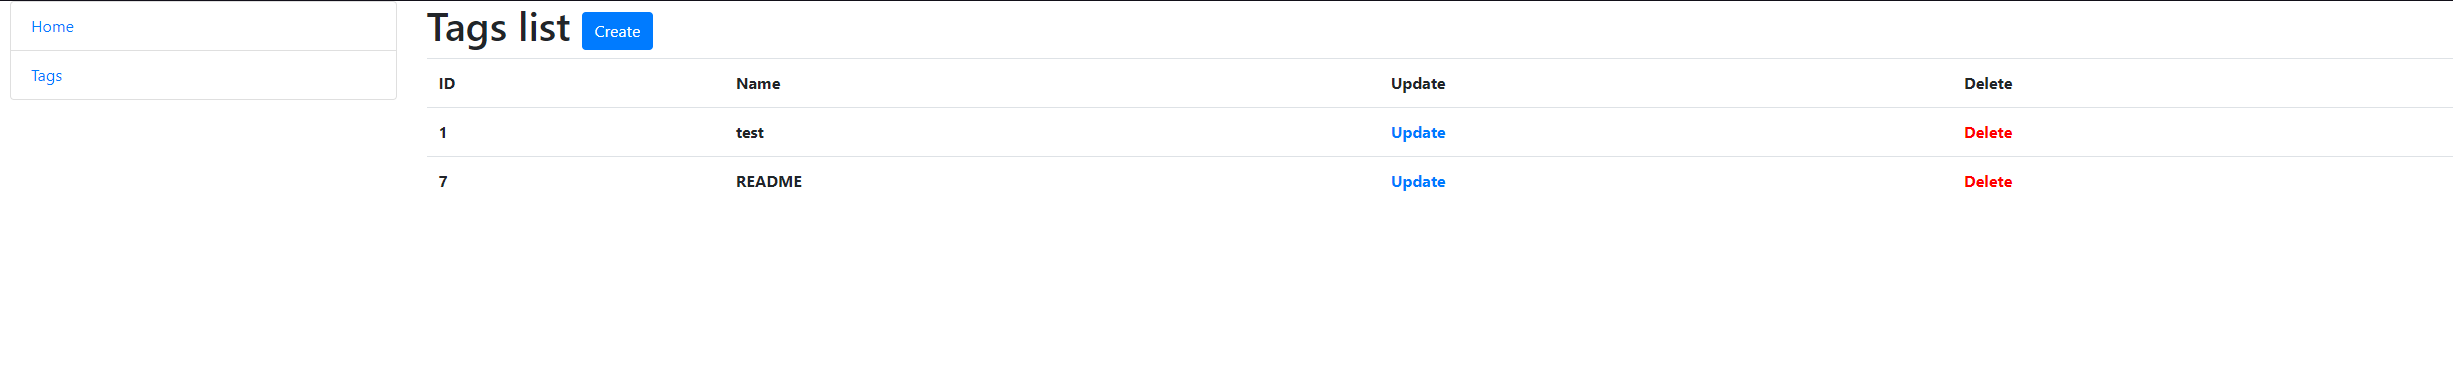 Home
Tags
Tags list Create
ID Name Update Delete
1 test Update Delete
7 README Update Delete